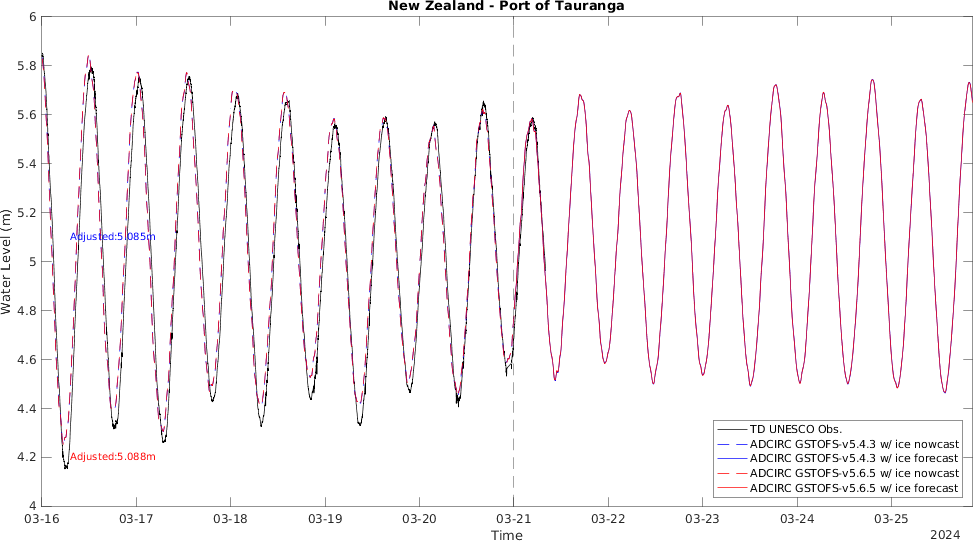 New Zealand - Port of Tauranga
Water Level (m)
6
5.8
5.6
5.4
5.2
5
4.8
4.6
4.4
4.2
4
Adjusted:5.085m
Adjusted:5.088m
TD UNESCO Obs.
ADCIRC GSTOFS-v5.4.3 w/ ice nowcast
ADCIRC GSTOFS-v5.4.3 w/ ice forecast
ADCIRC GSTOFS-v5.6.5 w/ ice nowcast
ADCIRC GSTOFS-v5.6.5 w/ ice forecast
03-16 03-17 03-18 03-19 03-20 03-21 03-22 03-23 03-24 03-25
Time
2024